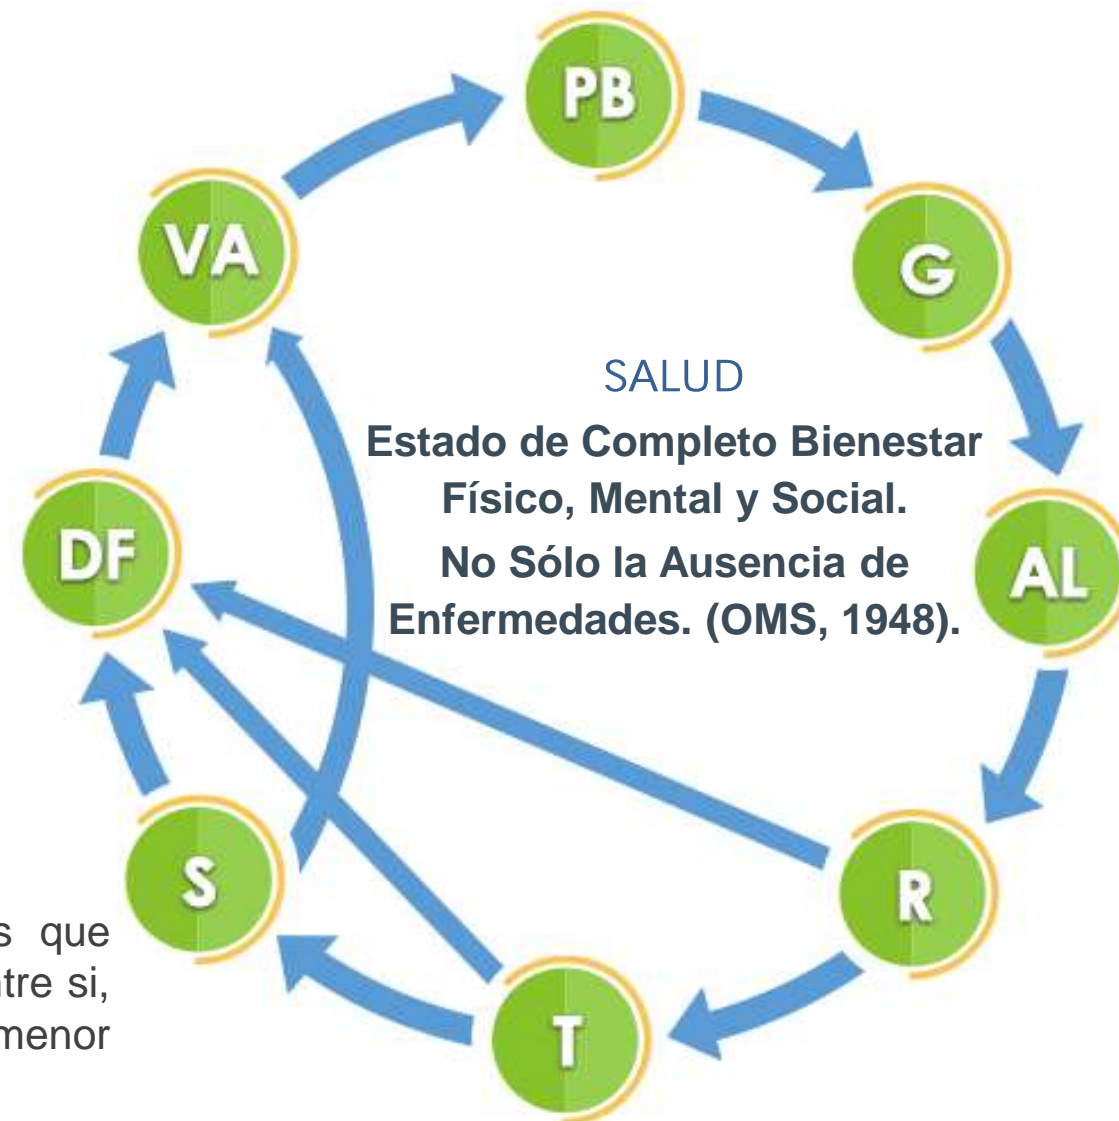 PB
VA
G
SALUD
Estado de Completo Bienestar
Físico, Mental y Social.
No Sólo la Ausencia de
Enfermedades. (OMS, 1948).
DF
AL
S
R
T
que
entre si,
menor